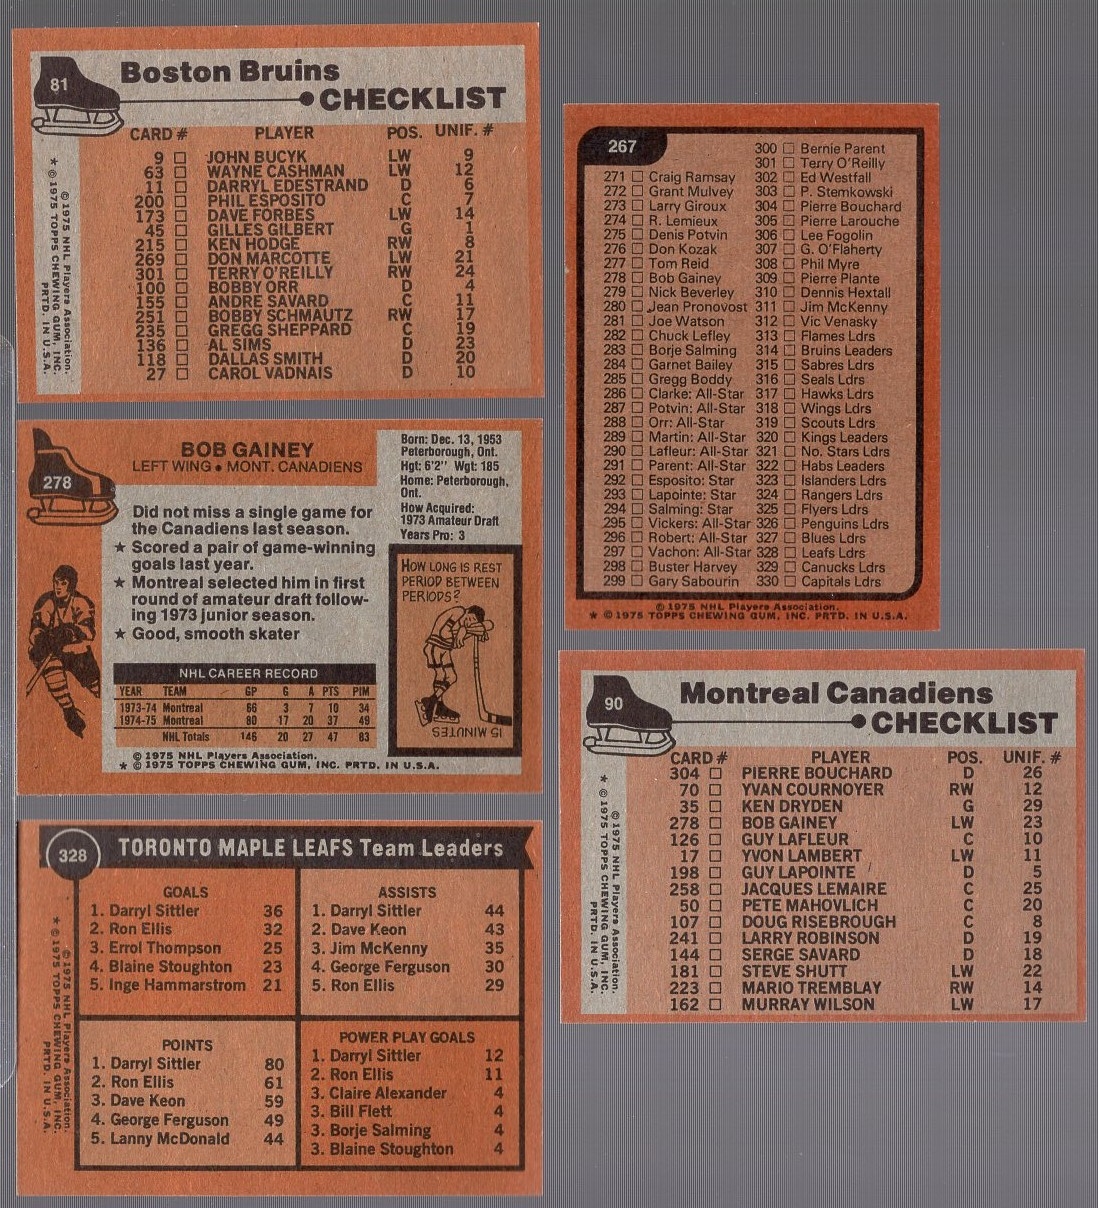 81
Boston Bruins
CHECKLIST
CARD # PLAYER POS. UNIF. #
9 □ JOHN BUCYK LW 9
63 □ WAYNE CASHMAN LW 12
11 □ DARRYL EDESTRAND D 6
200 □ PHIL ESPOSITO C 7
173 □ DAVE FORBES LW 14
45 □ GILLES GILBERT G 1
215 □ KEN HODGE RW 8
269 □ DON MARCOTTE LW 21
301 □ TERRY O'REILLY RW 24
100 □ BOBBY ORR D 4
155 □ ANDRE SAVARD C 11
251 □ BOBBY SCHMAUTZ RW 17
235 □ GREGG SHEPPARD C 19
136 □ AL SIMS D 23
118 □ DALLAS SMITH D 20
27 □ CAROL VADNAIS D 10
© 1975 NHL Players Association.
★ © 1975 TOPPS CHEWING GUM, INC.
PRTD. IN U.S.A.
278
BOB GAINEY
LEFT WING • MONT. CANADIENS
Born: Dec. 13, 1953
Peterborough, Ont.
Hgt: 6'2" Wgt: 185
Home: Peterborough,
Ont.
How Acquired:
1973 Amateur Draft
Years Pro: 3
Did not miss a single game for
the Canadiens last season.
★ Scored a pair of game-winning
goals last year.
★ Montreal selected him in first
round of amateur draft follow-
ing 1973 junior season.
★ Good, smooth skater
HOW LONG IS REST
PERIOD BETWEEN
PERIODS?
15 MINUTES
NHL CAREER RECORD
YEAR TEAM GP G A PTS PIM
1973-74 Montreal 66 3 7 10 34
1974-75 Montreal 80 17 20 37 49
NHL Totals 146 20 27 47 83
© 1975 NHL Players Association.
★ © 1975 TOPPS CHEWING GUM, INC. PRTD. IN U.S.A.
328
TORONTO MAPLE LEAFS Team Leaders
GOALS
1. Darryl Sittler 36
2. Ron Ellis 32
3. Errol Thompson 25
4. Blaine Stoughton 23
5. Inge Hammarstrom 21
ASSISTS
1. Darryl Sittler 44
2. Dave Keon 43
3. Jim McKenny 35
4. George Ferguson 30
5. Ron Ellis 29
POINTS
1. Darryl Sittler 80
2. Ron Ellis 61
3. Dave Keon 59
4. George Ferguson 49
5. Lanny McDonald 44
POWER PLAY GOALS
1. Darryl Sittler 12
2. Ron Ellis 11
3. Claire Alexander 4
3. Bill Flett 4
3. Borje Salming 4
3. Blaine Stoughton 4
© 1975 NHL Players Association.
★ © 1975 TOPPS CHEWING GUM, INC.
PRTD. IN U.S.A.
267
271 □ Craig Ramsay
272 □ Grant Mulvey
273 □ Larry Giroux
274 □ R. Lemieux
275 □ Denis Potvin
276 □ Don Kozak
277 □ Tom Reid
278 □ Bob Gainey
279 □ Nick Beverley
280 □ Jean Pronovost
281 □ Joe Watson
282 □ Chuck Lefley
283 □ Borje Salming
284 □ Garnet Bailey
285 □ Gregg Boddy
286 □ Clarke: All-Star
287 □ Potvin: All-Star
288 □ Orr: All-Star
289 □ Martin: All-Star
290 □ Lafleur: All-Star
291 □ Parent: All-Star
292 □ Esposito: Star
293 □ Lapointe: Star
294 □ Salming: Star
295 □ Vickers: All-Star
296 □ Robert: All-Star
297 □ Vachon: All-Star
298 □ Buster Harvey
299 □ Gary Sabourin
300 □ Bernie Parent
301 □ Terry O'Reilly
302 □ Ed Westfall
303 □ P. Stemkowski
304 □ Pierre Bouchard
305 □ Pierre Larouche
306 □ Lee Fogolin
307 □ G. O'Flaherty
308 □ Phil Myre
309 □ Pierre Plante
310 □ Dennis Hextall
311 □ Jim McKenny
312 □ Vic Venasky
313 □ Flames Ldrs
314 □ Bruins Leaders
315 □ Sabres Ldrs
316 □ Seals Ldrs
317 □ Hawks Ldrs
318 □ Wings Ldrs
319 □ Scouts Ldrs
320 □ Kings Leaders
321 □ No. Stars Ldrs
322 □ Habs Leaders
323 □ Islanders Ldrs
324 □ Rangers Ldrs
325 □ Flyers Ldrs
326 □ Penguins Ldrs
327 □ Blues Ldrs
328 □ Leafs Ldrs
329 □ Canucks Ldrs
330 □ Capitals Ldrs
© 1975 NHL Players Association.
★ © 1975 TOPPS CHEWING GUM, INC. PRTD. IN U.S.A.
90
Montreal Canadiens
CHECKLIST
CARD # PLAYER POS. UNIF. #
304 □ PIERRE BOUCHARD D 26
70 □ YVAN COURNOYER RW 12
35 □ KEN DRYDEN G 29
278 □ BOB GAINEY LW 23
126 □ GUY LAFLEUR C 10
17 □ YVON LAMBERT LW 11
198 □ GUY LAPOINTE D 5
258 □ JACQUES LEMAIRE C 25
50 □ PETE MAHOVLICH C 20
107 □ DOUG RISEBROUGH C 8
241 □ LARRY ROBINSON D 19
144 □ SERGE SAVARD D 18
181 □ STEVE SHUTT LW 22
223 □ MARIO TREMBLAY RW 14
162 □ MURRAY WILSON LW 17
© 1975 NHL Players Association.
★ © 1975 TOPPS CHEWING GUM, INC.
PRTD. IN U.S.A.